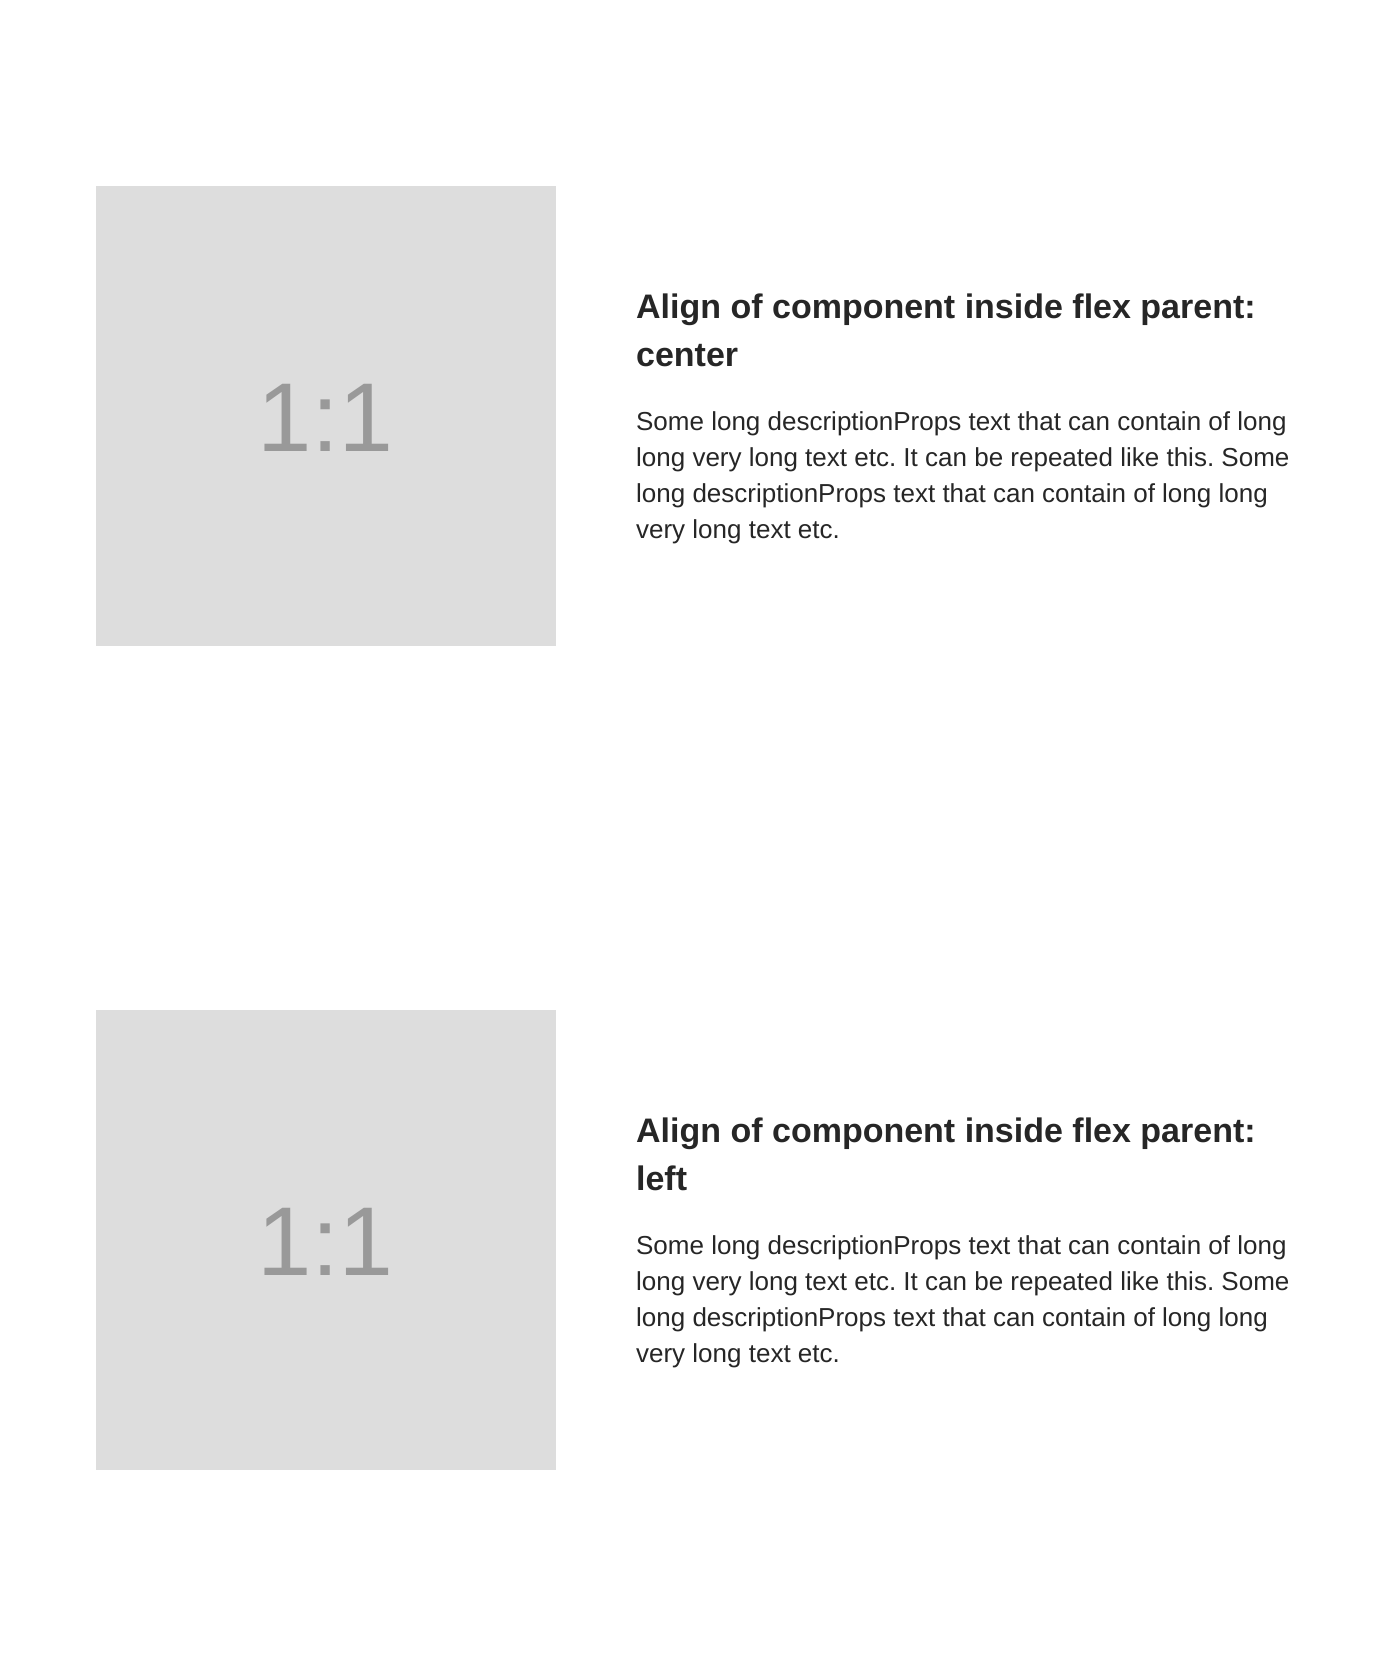 1:1
Align of component inside flex parent:
center
Some long descriptionProps text that can contain of long
long very long text etc. It can be repeated like this. Some
long descriptionProps text that can contain of long long
very long text etc.
1:1
Align of component inside flex parent:
left
Some long descriptionProps text that can contain of long
long very long text etc. It can be repeated like this. Some
long descriptionProps text that can contain of long long
very long text etc.